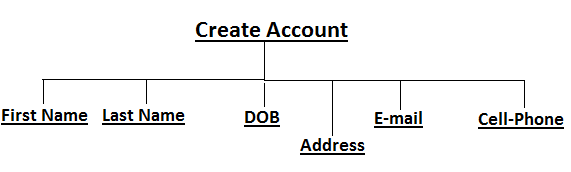 Create Account
First Name
Last Name
DOB
Address
E-mail
Cell-Phone